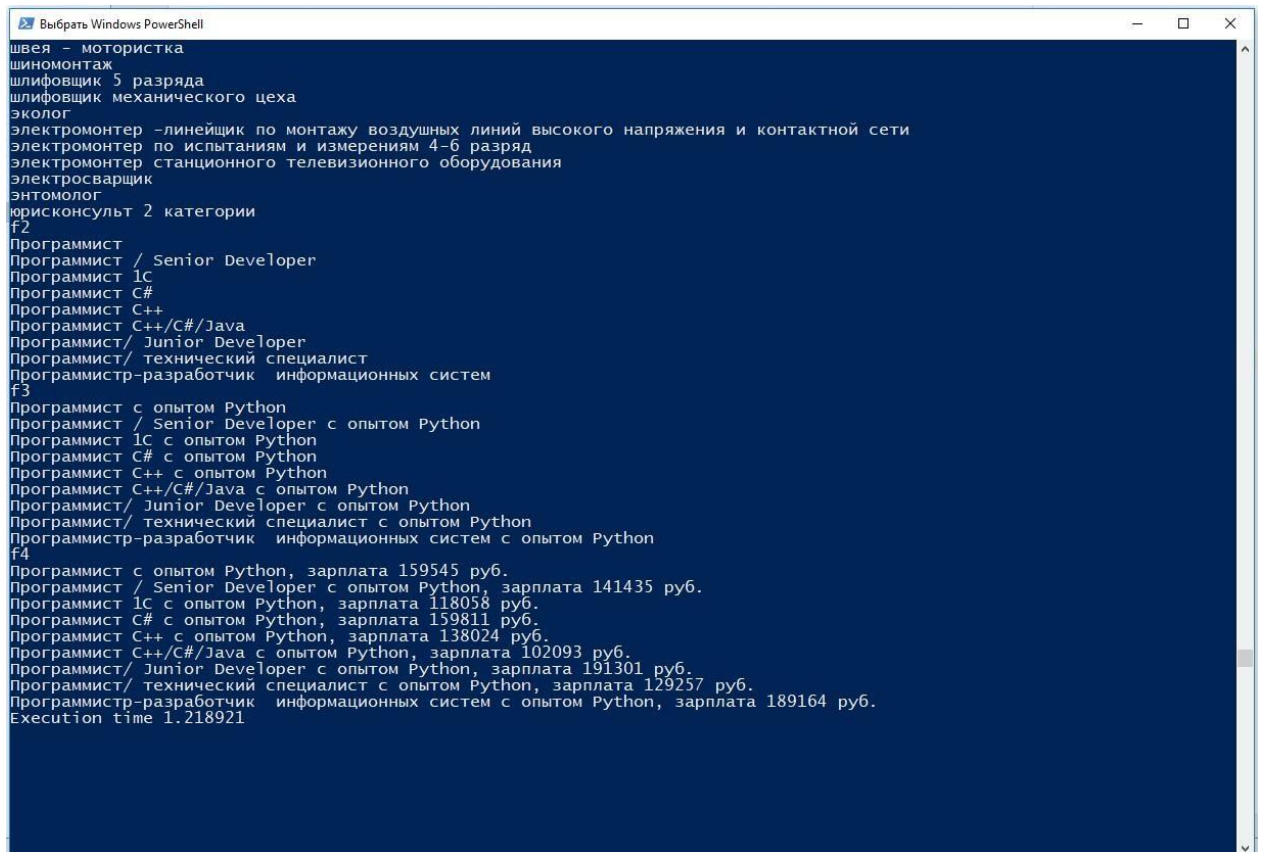 Выбрать Windows PowerShell
швея - мотористка
шиномонтаж
шлифовщик 5 разряда
шлифовщик механического цеха
эколог
электромонтер -линейщик по монтажу воздушных линий высокого напряжения и контактной сети
электромонтер по испытаниям и измерениям 4-6 разряд
электромонтер станционного телевизионного оборудования
электросварщик
энтомолог
юрисконсульт 2 категории
f2
Программист
Программист / Senior Developer
Программист 1С
Программист C#
Программист C++
Программист C++/C#/Java
Программист/ Junior Developer
Программист/ технический специалист
Программистр-разработчик  информационных систем
f3
Программист с опытом Python
Программист / Senior Developer с опытом Python
Программист 1С с опытом Python
Программист C# с опытом Python
Программист C++ с опытом Python
Программист C++/C#/Java с опытом Python
Программист/ Junior Developer с опытом Python
Программист/ технический специалист с опытом Python
Программистр-разработчик  информационных систем с опытом Python
f4
Программист с опытом Python, зарплата 159545 руб.
Программист / Senior Developer с опытом Python, зарплата 141435 руб.
Программист 1С с опытом Python, зарплата 118058 руб.
Программист C# с опытом Python, зарплата 159811 руб.
Программист C++ с опытом Python, зарплата 138024 руб.
Программист C++/C#/Java с опытом Python, зарплата 102093 руб.
Программист/ Junior Developer с опытом Python, зарплата 191301 руб.
Программист/ технический специалист с опытом Python, зарплата 129257 руб.
Программистр-разработчик  информационных систем с опытом Python, зарплата 189164 руб.
Execution time 1.218921